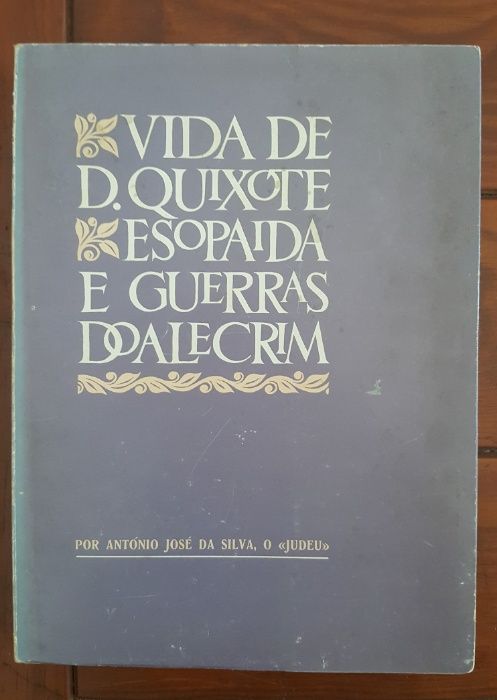 VIDA DE
D. QUIXOTE
ESOPAIDA
E GUERRAS
DO ALECRIM
POR ANTÓNIO JOSÉ DA SILVA, O «JUDEU»